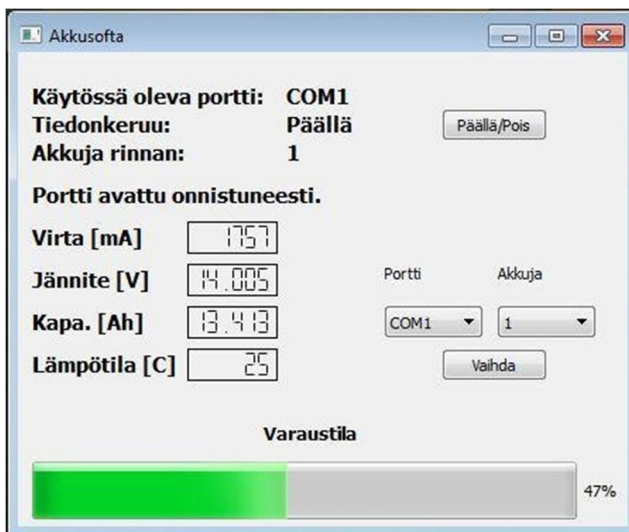 Akkusofta
Käytössä oleva portti: COM1
Tiedonkeruu: Päällä
Päällä/Pois
Akkuja rinnan: 1
Portti avattu onnistuneesti.
Virta [mA] 1757
Jännite [V] 14.005
Portti Akkuja
Kapa. [Ah] 13.413
COM1 1
Lämpötila [C] 25
Vaihda
Varaustila
47%